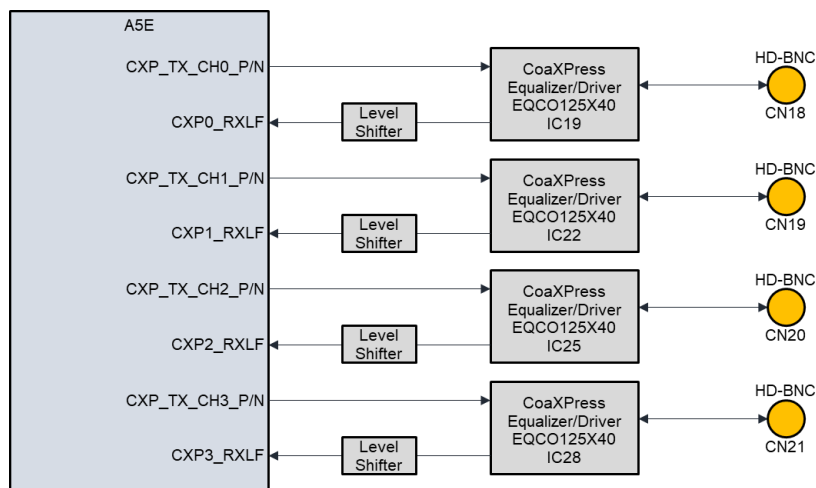 A5E
CXP_TX_CH0_P/N
CXP0_RXLF
Level
Shifter
CoaXPress
Equalizer/Driver
EQCO125X40
IC19
HD-BNC
CN18
CXP_TX_CH1_P/N
CXP1_RXLF
Level
Shifter
CoaXPress
Equalizer/Driver
EQCO125X40
IC22
HD-BNC
CN19
CXP_TX_CH2_P/N
CXP2_RXLF
Level
Shifter
CoaXPress
Equalizer/Driver
EQCO125X40
IC25
HD-BNC
CN20
CXP_TX_CH3_P/N
CXP3_RXLF
Level
Shifter
CoaXPress
Equalizer/Driver
EQCO125X40
IC28
HD-BNC
CN21